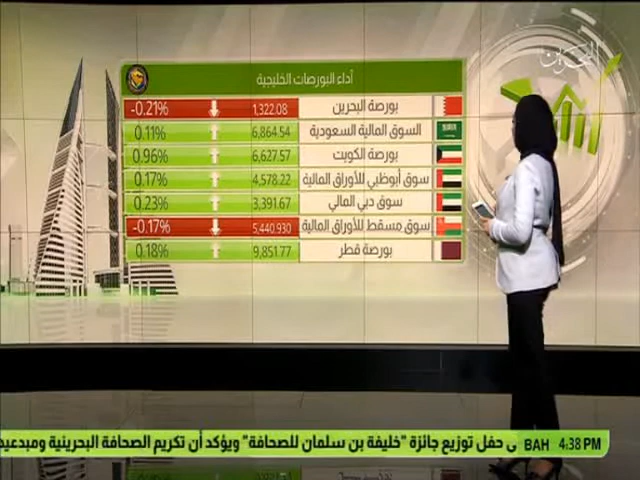 البحرين
أداء البورصات الخليجية
بورصة البحرين 1,322.08 -0.21%
السوق المالية السعودية 6,864.54 0.11%
بورصة الكويت 6,627.57 0.96%
سوق أبوظبي للأوراق المالية 4,578.22 0.17%
سوق دبي المالي 3,391.67 0.23%
سوق مسقط للأوراق المالية 5,440.930 -0.17%
بورصة قطر 9,851.77 0.18%
BAH 4:38 PM
حفل توزيع جائزة "خليفة بن سلمان للصحافة" ويؤكد أن تكريم الصحافة البحرينية ومبدعيه